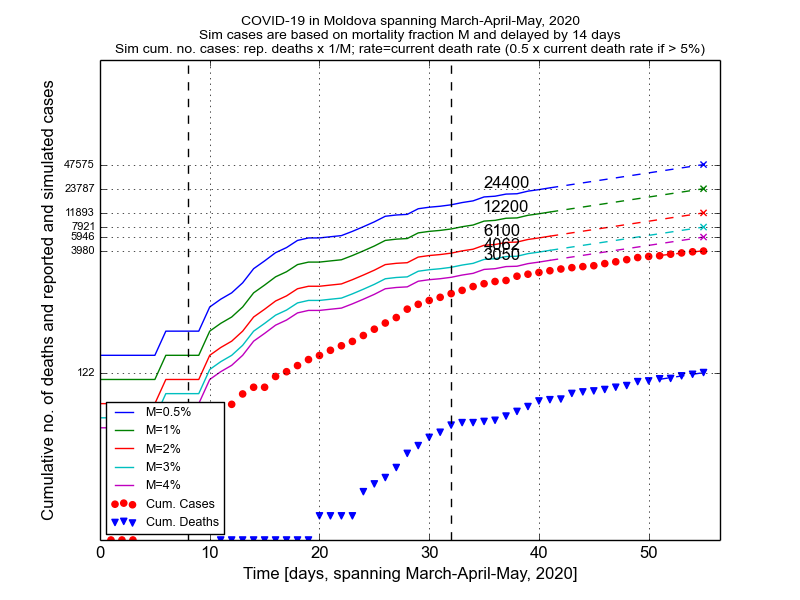 COVID-19 in Moldova spanning March-April-May, 2020
Sim cases are based on mortality fraction M and delayed by 14 days
Sim cum. no. cases: rep. deaths x 1/M; rate=current death rate (0.5 x current death rate if > 5%)
Cumulative no. of deaths and reported and simulated cases
47575
23787
11893
7921
5946
3980
122
24400
12200
6100
4062
3050
M=0.5%
M=1%
M=2%
M=3%
M=4%
Cum. Cases
Cum. Deaths
0 10 20 30 40 50
Time [days, spanning March-April-May, 2020]